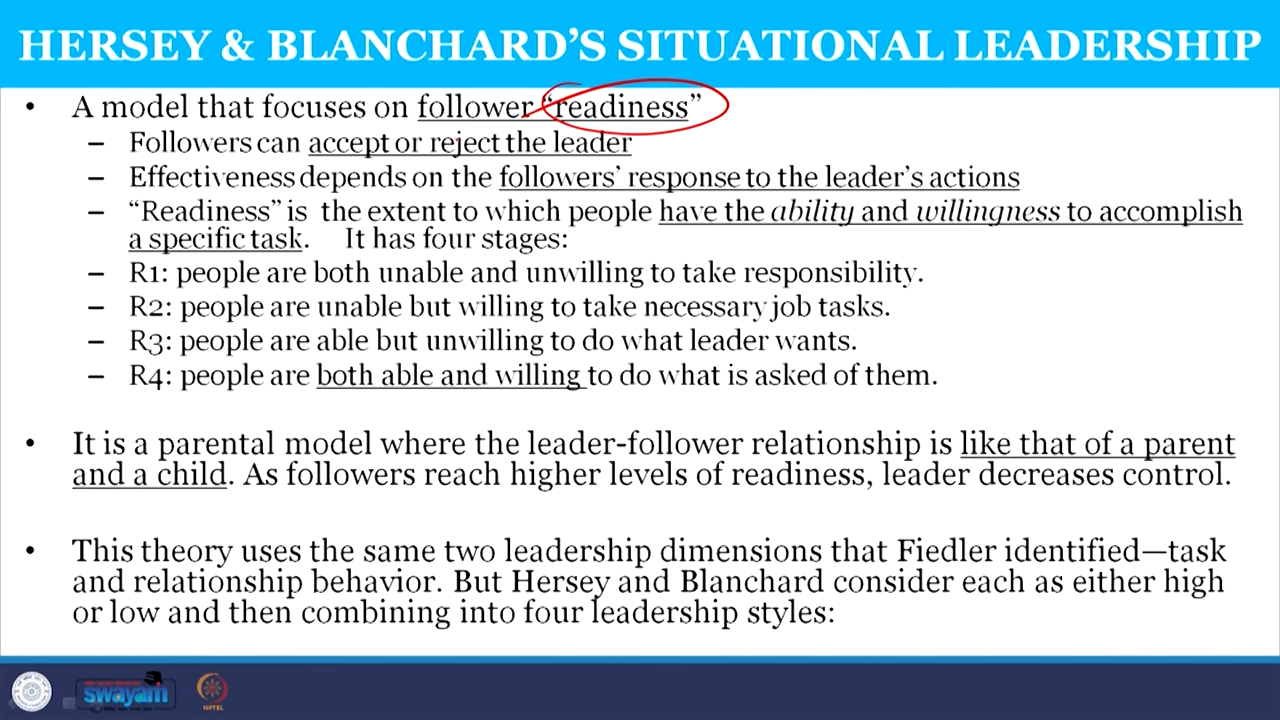 HERSEY & BLANCHARD'S SITUATIONAL LEADERSHIP
• A model that focuses on follower "readiness"
– Followers can accept or reject the leader
– Effectiveness depends on the followers' response to the leader's actions
– "Readiness" is the extent to which people have the ability and willingness to accomplish
a specific task. It has four stages:
– R1: people are both unable and unwilling to take responsibility.
– R2: people are unable but willing to take necessary job tasks.
– R3: people are able but unwilling to do what leader wants.
– R4: people are both able and willing to do what is asked of them.
• It is a parental model where the leader-follower relationship is like that of a parent
and a child. As followers reach higher levels of readiness, leader decreases control.
• This theory uses the same two leadership dimensions that Fiedler identified—task
and relationship behavior. But Hersey and Blanchard consider each as either high
or low and then combining into four leadership styles:
swayam
NPTEL